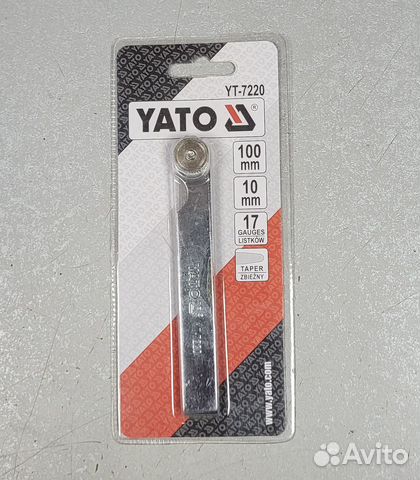 YT-7220
YATO ®
100
mm
10
mm
17
GAUGES
LISTKÓW
TAPER
ZBIEŻNY
www.yato.com
Avito